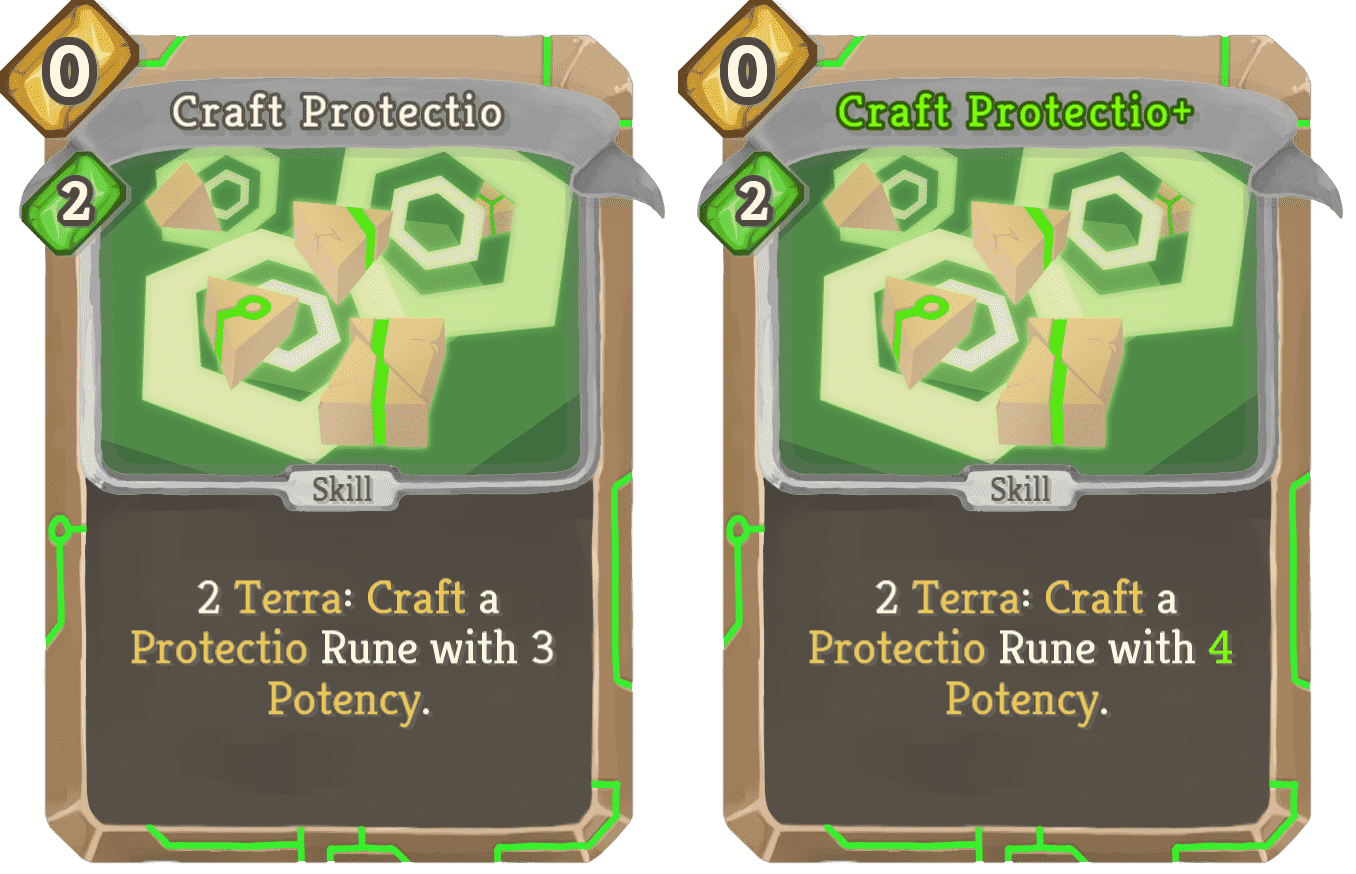 0
Craft Protectio
2
Skill
2 Terra: Craft a
Protectio Rune with 3
Potency.
0
Craft Protectio+
2
Skill
2 Terra: Craft a
Protectio Rune with 4
Potency.